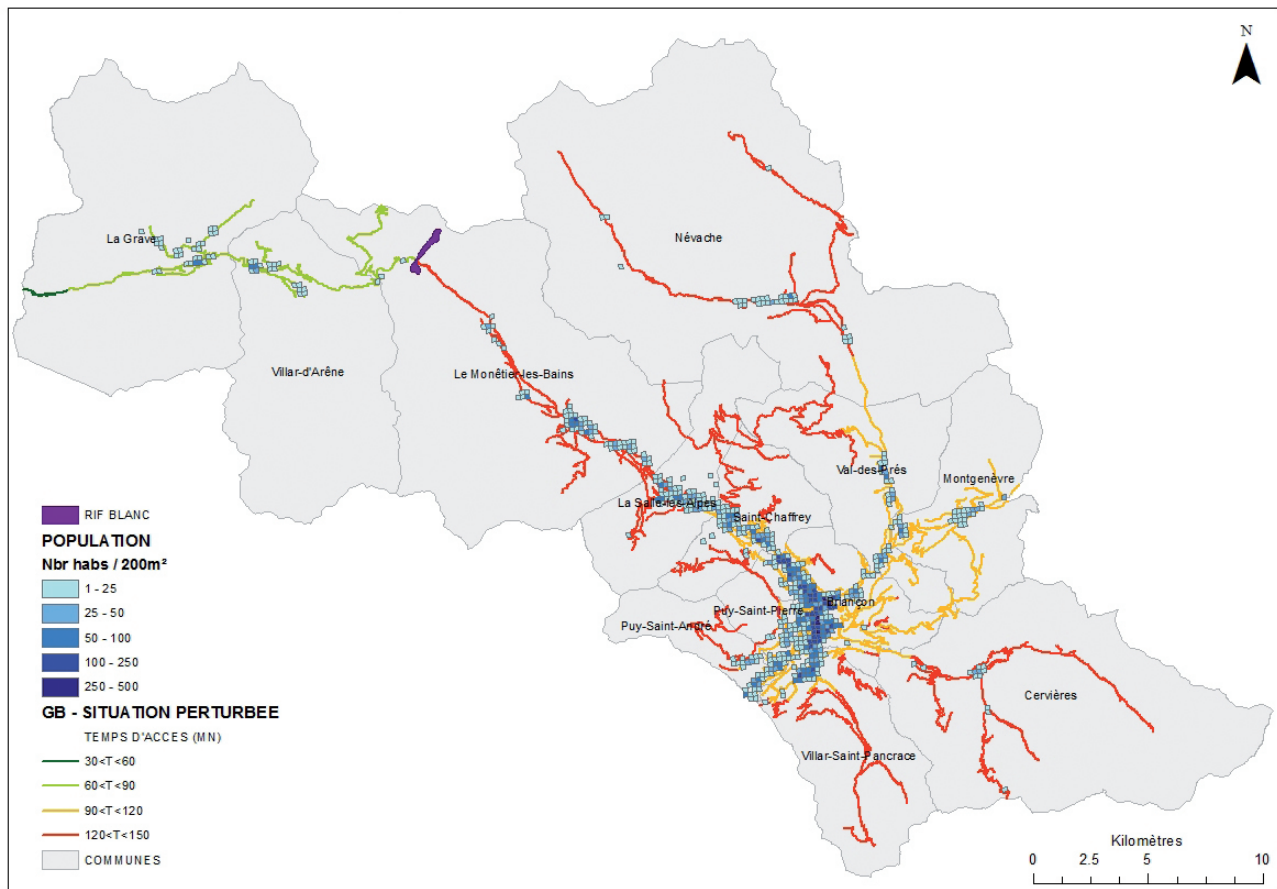 N
La Grave
Névache
Villar-d'Arêne
Le Monêtier-les-Bains
Val-des-Prés
Montgenèvre
La Salle-les-Alpes
Saint-Chaffrey
Briançon
Puy-Saint-Pierre
Puy-Saint-André
Cervières
Villar-Saint-Pancrace
RIF BLANC
POPULATION
Nbr habs / 200m²
1 - 25
25 - 50
50 - 100
100 - 250
250 - 500
GB - SITUATION PERTURBEE
TEMPS D'ACCES (MN)
30<T<60
60<T<90
90<T<120
120<T<150
COMMUNES
Kilomètres
0 2.5 5 10